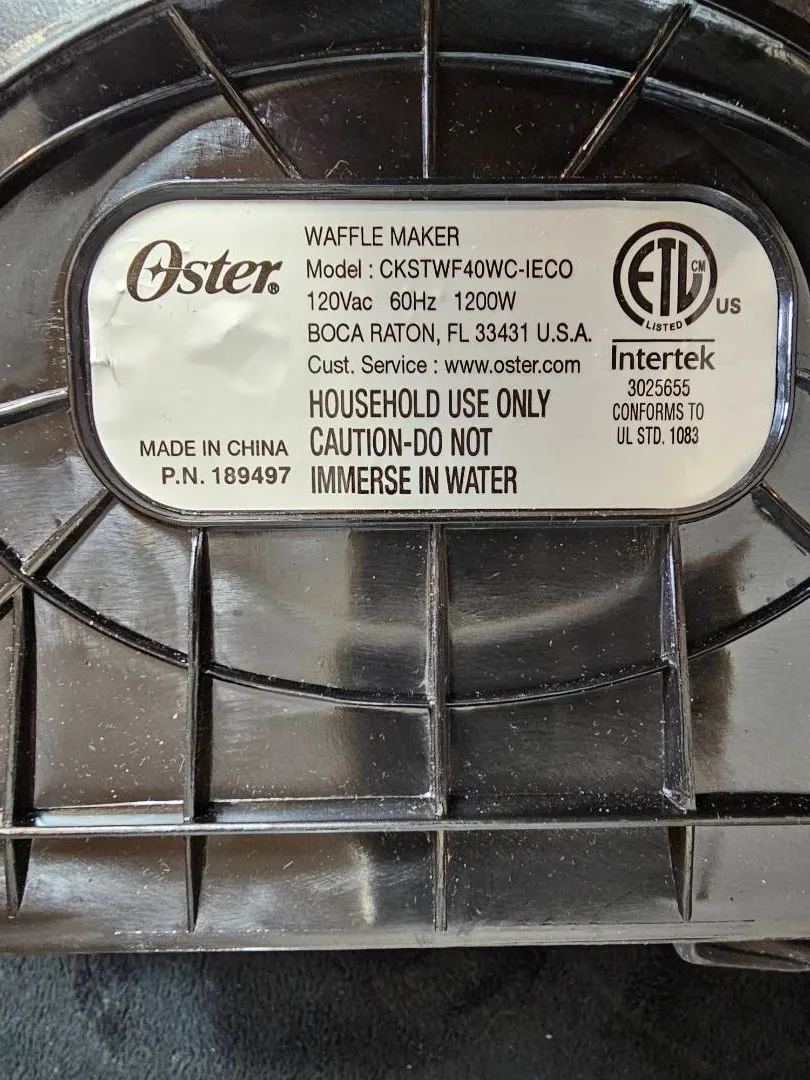 Oster®
WAFFLE MAKER
Model : CKSTWF40WC-IECO
120Vac 60Hz 1200W
BOCA RATON, FL 33431 U.S.A.
Cust. Service : www.oster.com
HOUSEHOLD USE ONLY
CAUTION-DO NOT
IMMERSE IN WATER
MADE IN CHINA
P.N. 189497
ETL CM
US
LISTED
Intertek
3025655
CONFORMS TO
UL STD. 1083